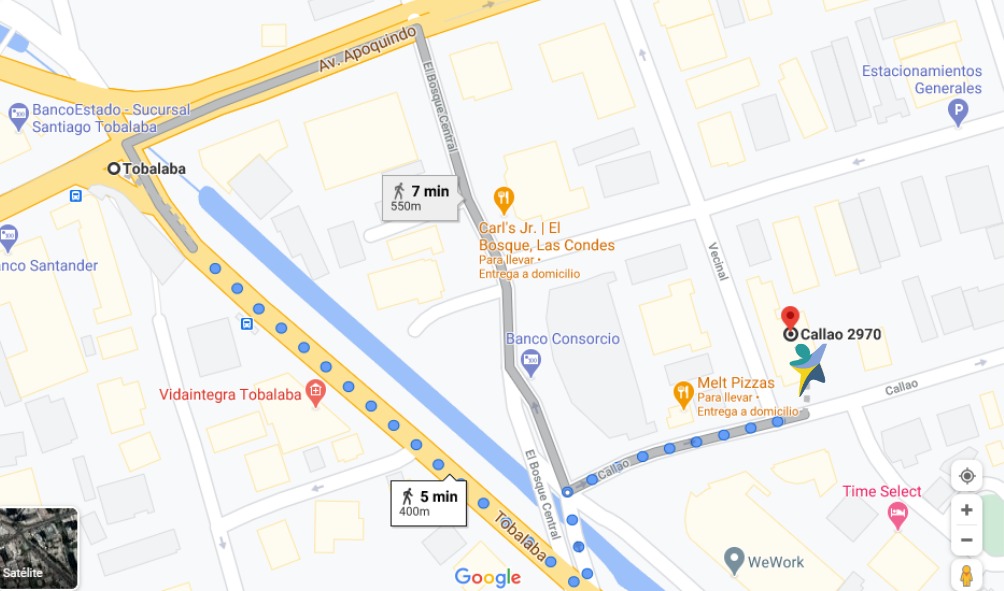 Av. Apoquindo
El Bosque Central
Estacionamientos
Generales
P
BancoEstado - Sucursal
Santiago Tobalaba
Tobalaba
7 min
550m
Carl's Jr. | El
Bosque, Las Condes
Para llevar •
Entrega a domicilio
nco Santander
Vecinal
Callao 2970
Banco Consorcio
Vidaintegra Tobalaba
Melt Pizzas
Para llevar •
Entrega a domicilio
Callao
Callao
El Bosque Central
5 min
400m
Tobalaba
Time Select
WeWork
Satélite
Google